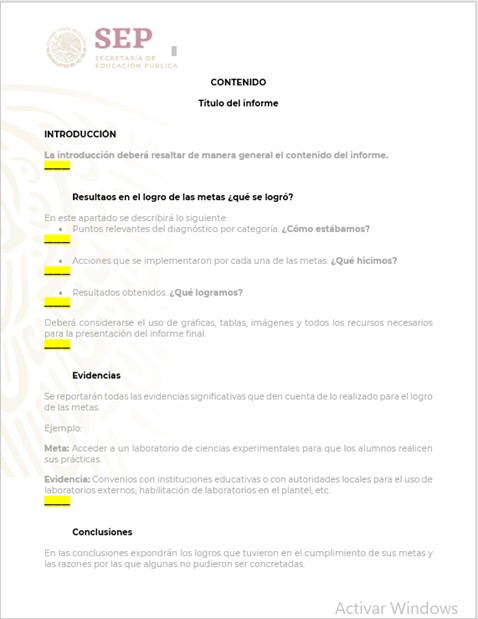 SEP
SECRETARÍA DE
EDUCACIÓN PÚBLICA
CONTENIDO
Título del informe
INTRODUCCIÓN
La introducción deberá resaltar de manera general el contenido del informe.
Resultaos en el logro de las metas ¿qué se logró?
En este apartado se describirá lo siguiente:
• Puntos relevantes del diagnóstico por categoría. ¿Cómo estábamos?
• Acciones que se implementaron por cada una de las metas. ¿Qué hicimos?
• Resultados obtenidos. ¿Qué logramos?
Deberá considerarse el uso de gráficas, tablas, imágenes y todos los recursos necesarios
para la presentación del informe final.
Evidencias
Se reportarán todas las evidencias significativas que den cuenta de lo realizado para el logro
de las metas.
Ejemplo:
Meta: Acceder a un laboratorio de ciencias experimentales para que los alumnos realicen
sus prácticas.
Evidencia: Convenios con instituciones educativas o con autoridades locales para el uso de
laboratorios externos; habilitación de laboratorios en el plantel, etc.
Conclusiones
En las conclusiones expondrán los logros que tuvieron en el cumplimiento de sus metas y
las razones por las que algunas no pudieron ser concretadas.
Activar Windows